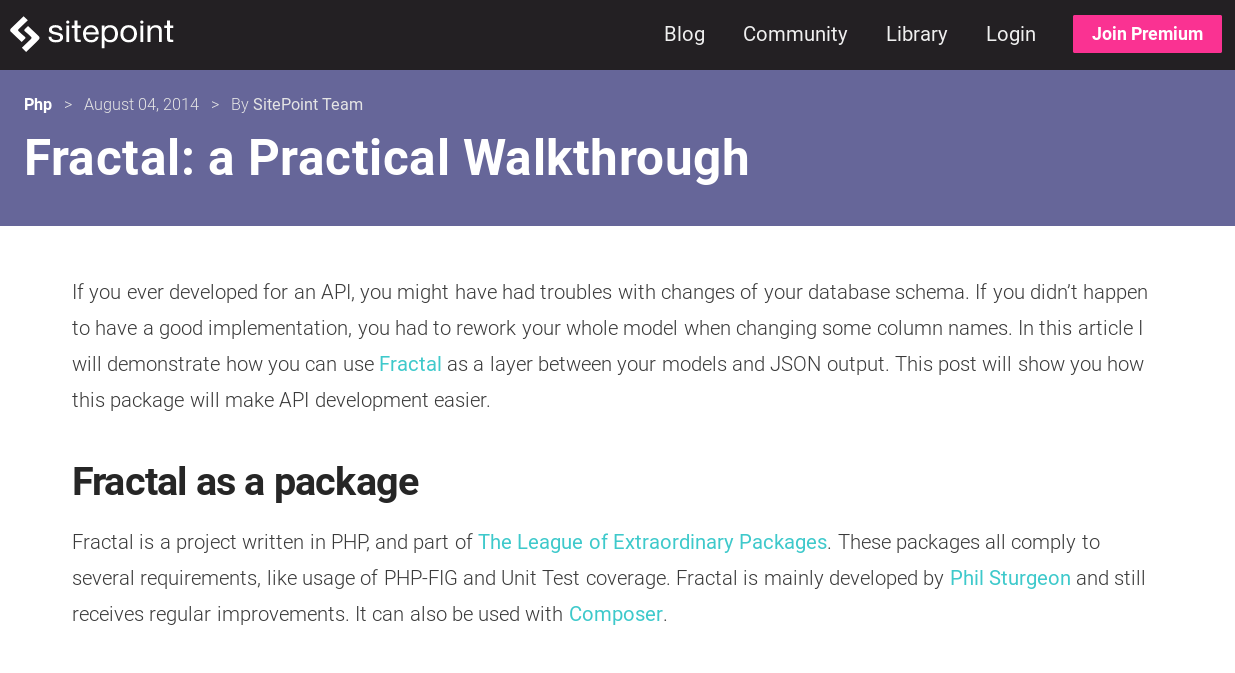 sitepoint
Blog Community Library Login Join Premium
Php > August 04, 2014 > By SitePoint Team
Fractal: a Practical Walkthrough
If you ever developed for an API, you might have had troubles with changes of your database schema. If you didn’t happen
to have a good implementation, you had to rework your whole model when changing some column names. In this article I
will demonstrate how you can use Fractal as a layer between your models and JSON output. This post will show you how
this package will make API development easier.
Fractal as a package
Fractal is a project written in PHP, and part of The League of Extraordinary Packages. These packages all comply to
several requirements, like usage of PHP-FIG and Unit Test coverage. Fractal is mainly developed by Phil Sturgeon and still
receives regular improvements. It can also be used with Composer.